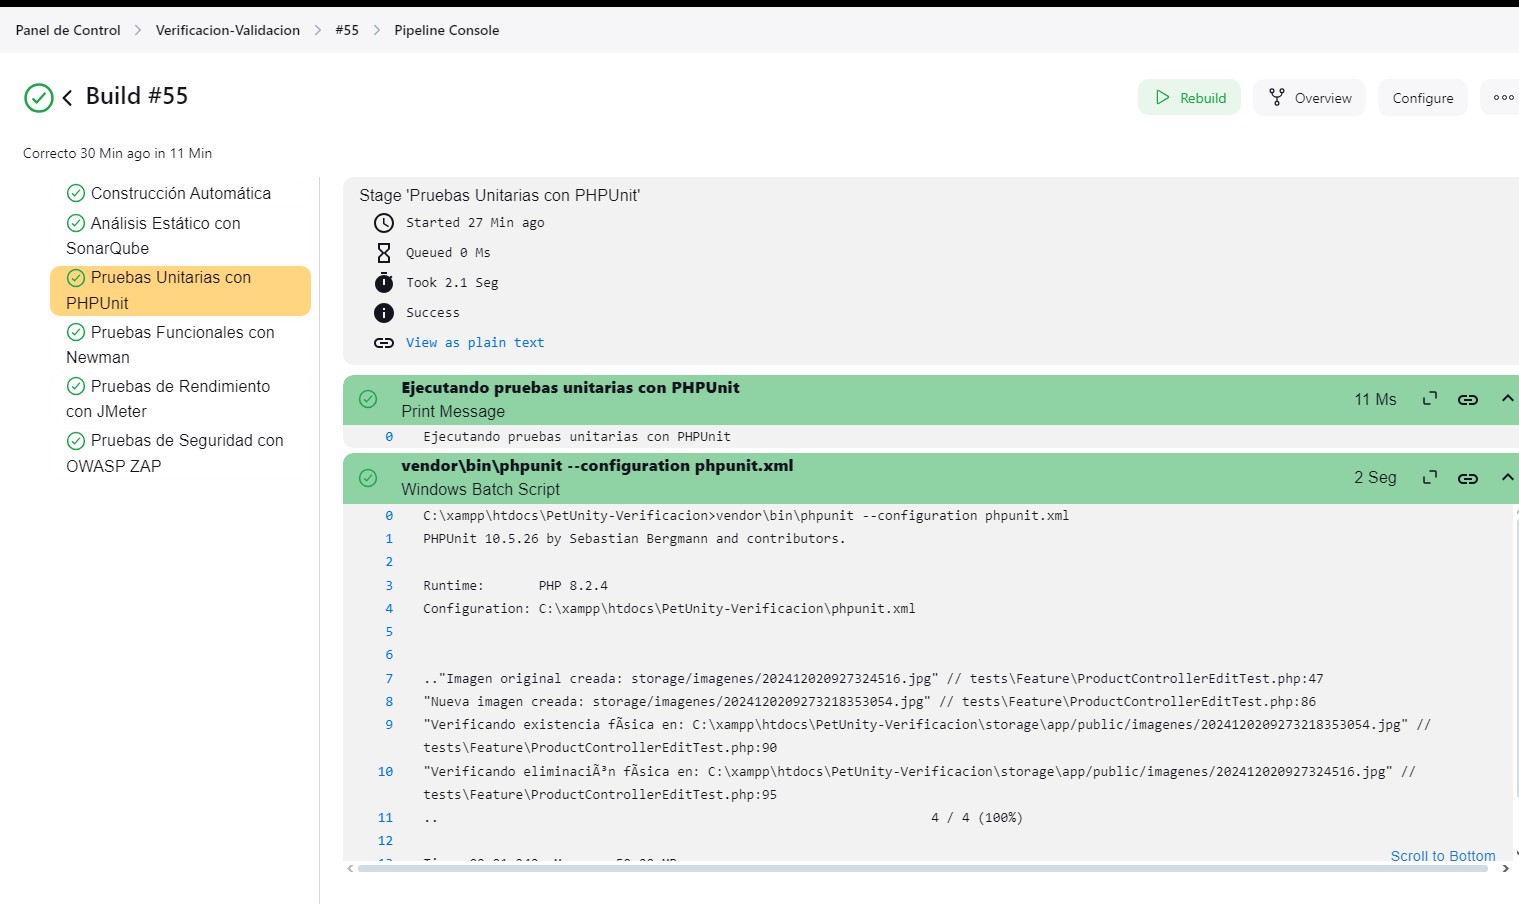 Panel de Control > Verificacion-Validacion > #55 > Pipeline Console
Build #55
Rebuild
Overview
Configure
Correcto 30 Min ago in 11 Min
Construcción Automática
Análisis Estático con
SonarQube
Pruebas Unitarias con
PHPUnit
Pruebas Funcionales con
Newman
Pruebas de Rendimiento
con JMeter
Pruebas de Seguridad con
OWASP ZAP
Stage 'Pruebas Unitarias con PHPUnit'
Started 27 Min ago
Queued 0 Ms
Took 2.1 Seg
Success
View as plain text
Ejecutando pruebas unitarias con PHPUnit
Print Message
11 Ms
0 Ejecutando pruebas unitarias con PHPUnit
vendor\bin\phpunit --configuration phpunit.xml
Windows Batch Script
2 Seg
0 C:\xampp\htdocs\PetUnity-Verificacion>vendor\bin\phpunit --configuration phpunit.xml
1 PHPUnit 10.5.26 by Sebastian Bergmann and contributors.
2
3 Runtime: PHP 8.2.4
4 Configuration: C:\xampp\htdocs\PetUnity-Verificacion\phpunit.xml
5
6
7 .."Imagen original creada: storage/imagenes/202412020927324516.jpg" // tests\Feature\ProductControllerEditTest.php:47
8 "Nueva imagen creada: storage/imagenes/2024120209273218353054.jpg" // tests\Feature\ProductControllerEditTest.php:86
9 "Verificando existencia fÃsica en: C:\xampp\htdocs\PetUnity-Verificacion\storage\app/public/imagenes/2024120209273218353054.jpg" //
tests\Feature\ProductControllerEditTest.php:90
10 "Verificando eliminaciÃ³n fÃsica en: C:\xampp\htdocs\PetUnity-Verificacion\storage\app/public/imagenes/202412020927324516.jpg" //
tests\Feature\ProductControllerEditTest.php:95
11 .. 4 / 4 (100%)
12
Scroll to Bottom